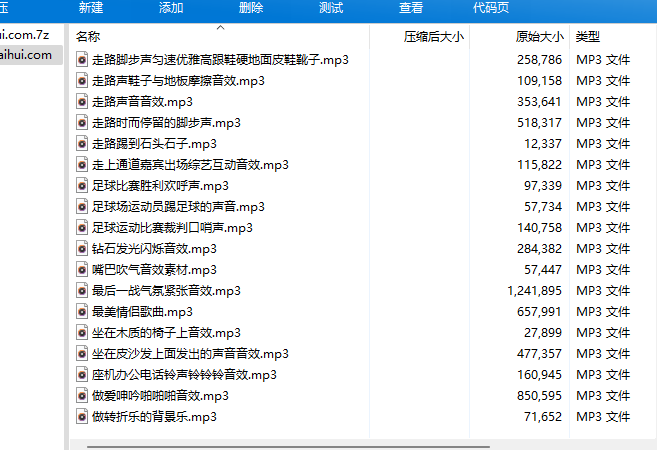 压 新建 添加 删除 测试 查看 代码页
ui.com.7z
aihui.com
名称 压缩后大小 原始大小 类型
走路脚步声匀速优雅高跟鞋硬地面皮鞋靴子.mp3 258,786 MP3 文件
走路声鞋子与地板摩擦音效.mp3 109,158 MP3 文件
走路声音音效.mp3 353,641 MP3 文件
走路时而停留的脚步声.mp3 518,317 MP3 文件
走路踢到石头石子.mp3 12,337 MP3 文件
走上通道嘉宾出场综艺互动音效.mp3 115,822 MP3 文件
足球比赛胜利欢呼声.mp3 97,339 MP3 文件
足球场运动员踢足球的声音.mp3 57,734 MP3 文件
足球运动比赛裁判口哨声.mp3 140,758 MP3 文件
钻石发光闪烁音效.mp3 284,382 MP3 文件
嘴巴吹气音效素材.mp3 57,447 MP3 文件
最后一战气氛紧张音效.mp3 1,241,895 MP3 文件
最美情侣歌曲.mp3 657,991 MP3 文件
坐在木质的椅子上音效.mp3 27,899 MP3 文件
坐在皮沙发上面发出的声音音效.mp3 477,357 MP3 文件
座机办公电话铃声铃铃铃音效.mp3 160,945 MP3 文件
做爱呻吟啪啪啪音效.mp3 850,595 MP3 文件
做转折乐的背景乐.mp3 71,652 MP3 文件